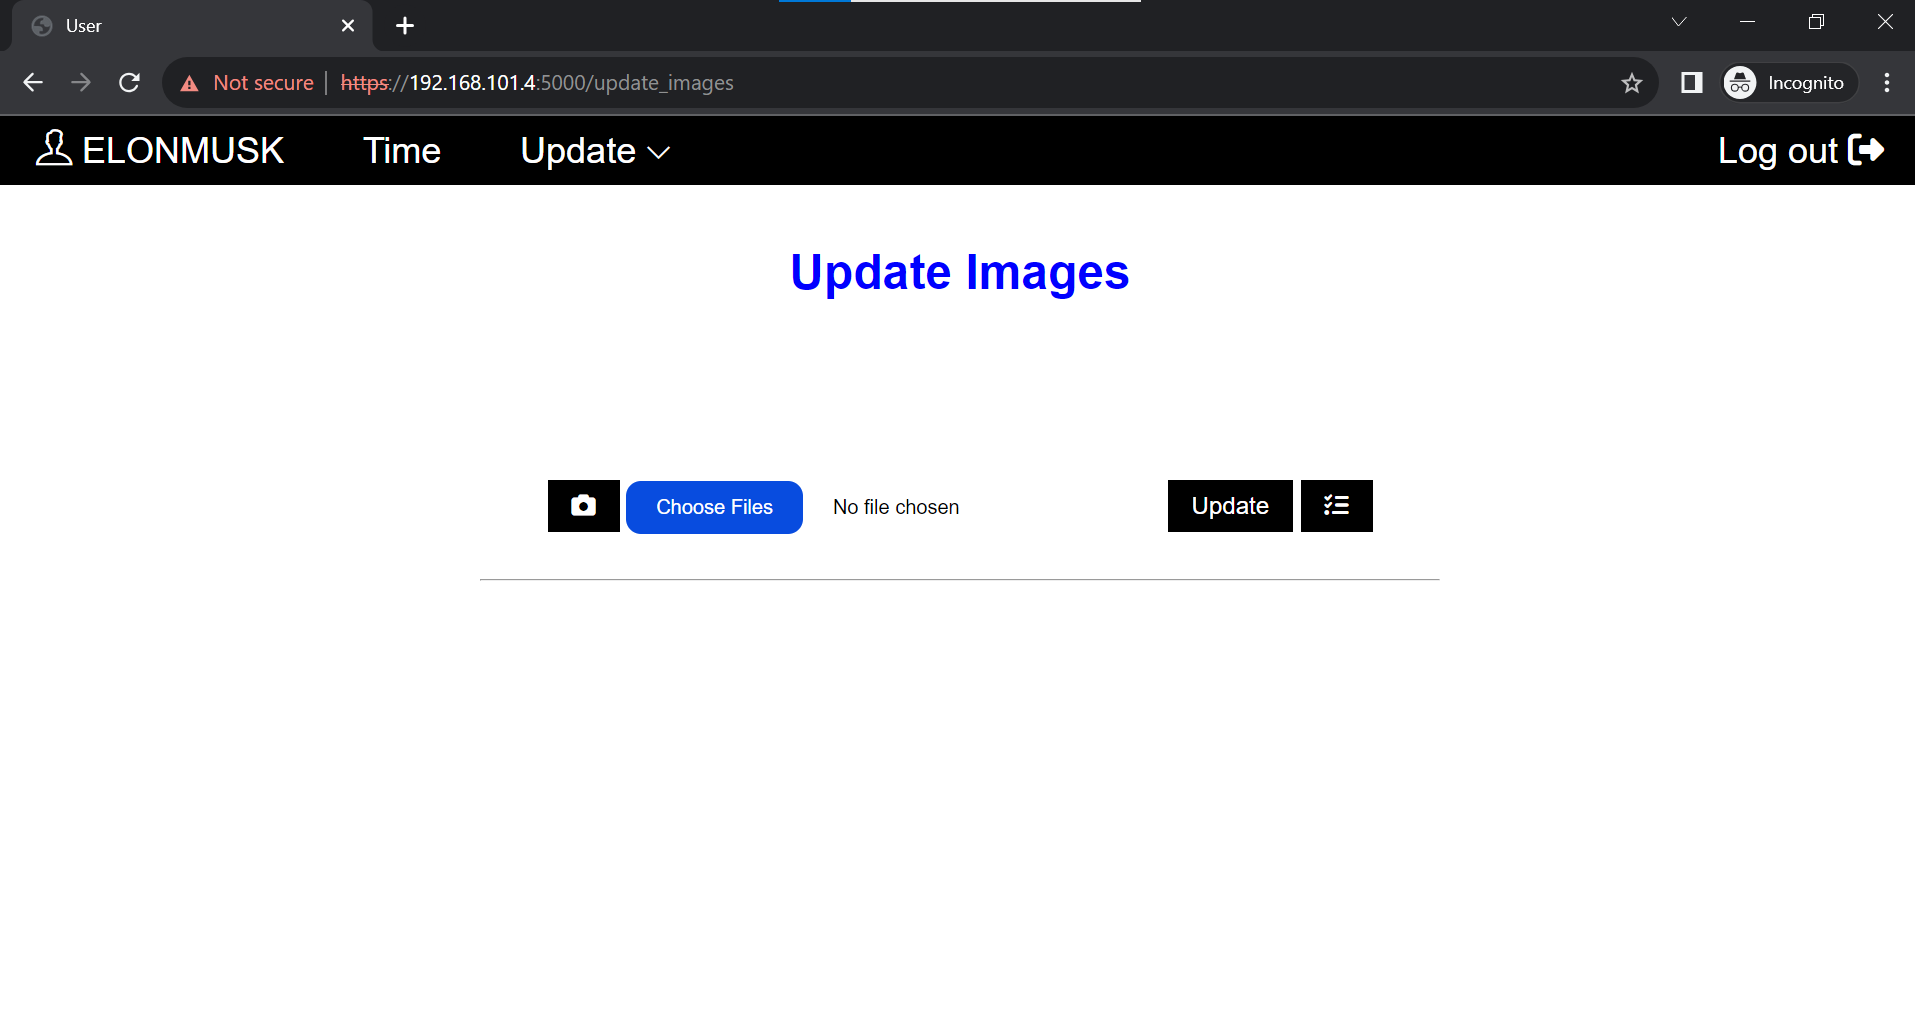 User
Not secure https://192.168.101.4:5000/update_images Incognito
ELONMUSK Time Update Log out
Update Images
Choose Files No file chosen Update